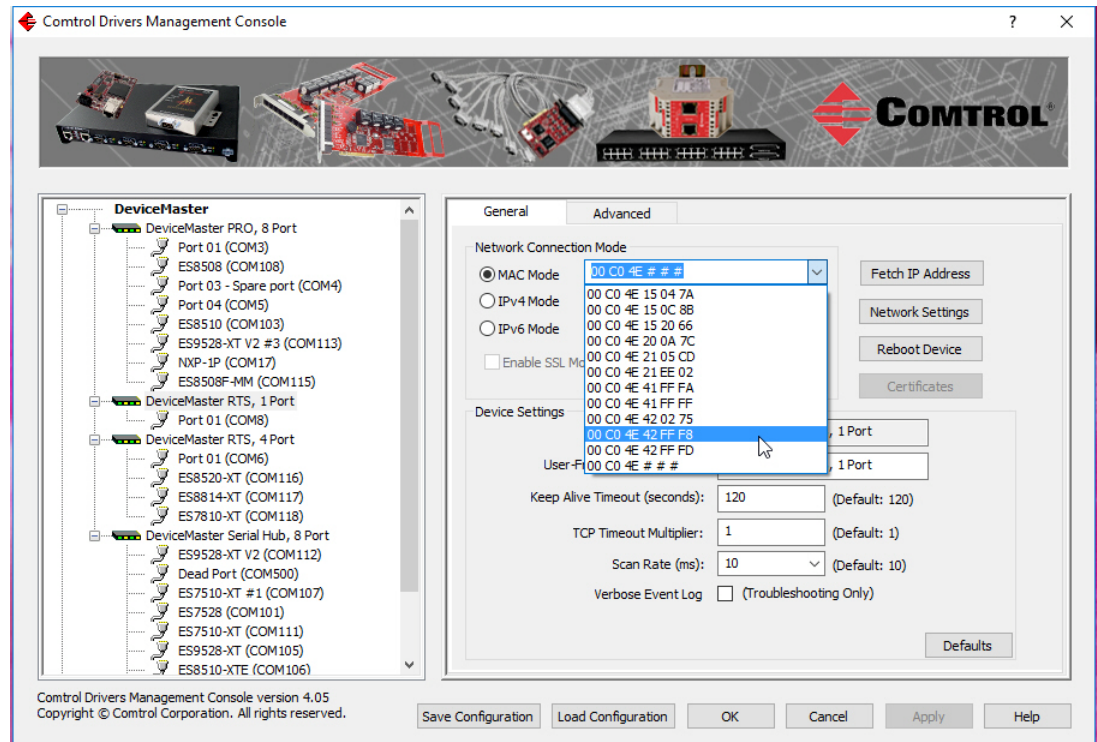 Comtrol Drivers Management Console
COMTROL
DeviceMaster
DeviceMaster PRO, 8 Port
Port 01 (COM3)
ES8508 (COM108)
Port 03 - Spare port (COM4)
Port 04 (COM5)
ES8510 (COM103)
ES9528-XT V2 #3 (COM113)
NXP-1P (COM17)
ES8508F-MM (COM115)
DeviceMaster RTS, 1 Port
Port 01 (COM8)
DeviceMaster RTS, 4 Port
Port 01 (COM6)
ES8520-XT (COM116)
ES8814-XT (COM117)
ES7810-XT (COM118)
DeviceMaster Serial Hub, 8 Port
ES9528-XT V2 (COM112)
Dead Port (COM500)
ES7510-XT #1 (COM107)
ES7528 (COM101)
ES7510-XT (COM111)
ES9528-XT (COM105)
ES8510-XTE (COM106)
General Advanced
Network Connection Mode
MAC Mode 00 C0 4E # # # Fetch IP Address
00 C0 4E 15 04 7A
IPv4 Mode 00 C0 4E 15 0C 8B Network Settings
00 C0 4E 15 20 66
IPv6 Mode 00 C0 4E 20 0A 7C Reboot Device
Enable SSL Mo 00 C0 4E 21 05 CD
00 C0 4E 21 EE 02
00 C0 4E 41 FF FA Certificates
00 C0 4E 41 FF FF
Device Settings 00 C0 4E 42 02 75
00 C0 4E 42 FF F8 , 1 Port
00 C0 4E 42 FF FD
User-Fr 00 C0 4E # # # , 1 Port
Keep Alive Timeout (seconds): 120 (Default: 120)
TCP Timeout Multiplier: 1 (Default: 1)
Scan Rate (ms): 10 (Default: 10)
Verbose Event Log (Troubleshooting Only)
Defaults
Comtrol Drivers Management Console version 4.05
Copyright © Comtrol Corporation. All rights reserved.
Save Configuration Load Configuration OK Cancel Apply Help